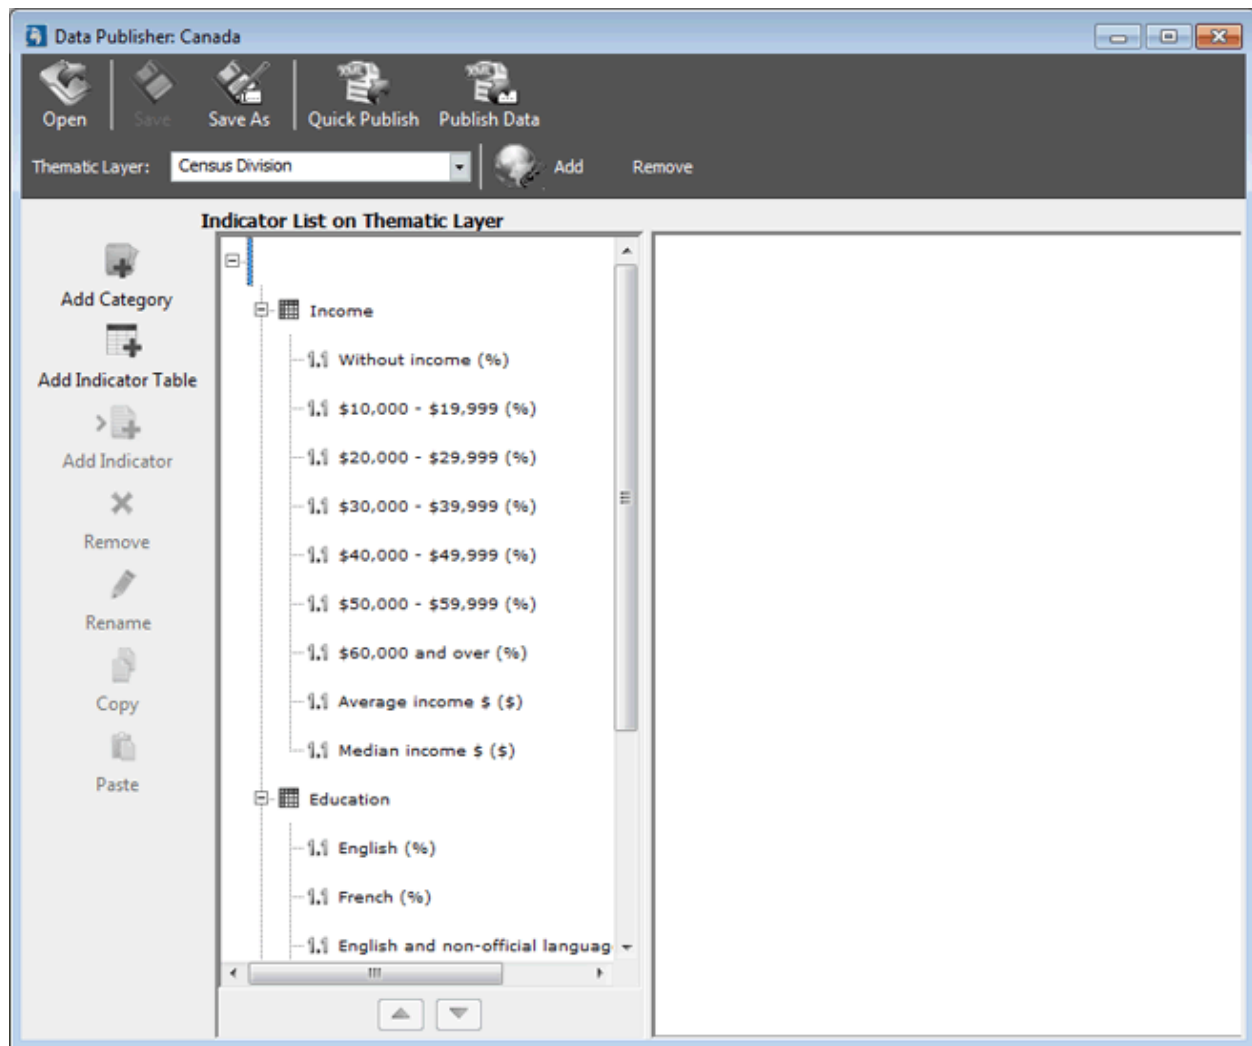 Data Publisher: Canada
Open
Save
Save As
Quick Publish
Publish Data
Thematic Layer:
Census Division
Add
Remove
Indicator List on Thematic Layer
Add Category
Add Indicator Table
Add Indicator
Remove
Rename
Copy
Paste
Income
Without income (%)
$10,000 - $19,999 (%)
$20,000 - $29,999 (%)
$30,000 - $39,999 (%)
$40,000 - $49,999 (%)
$50,000 - $59,999 (%)
$60,000 and over (%)
Average income $ ($)
Median income $ ($)
Education
English (%)
French (%)
English and non-official languag